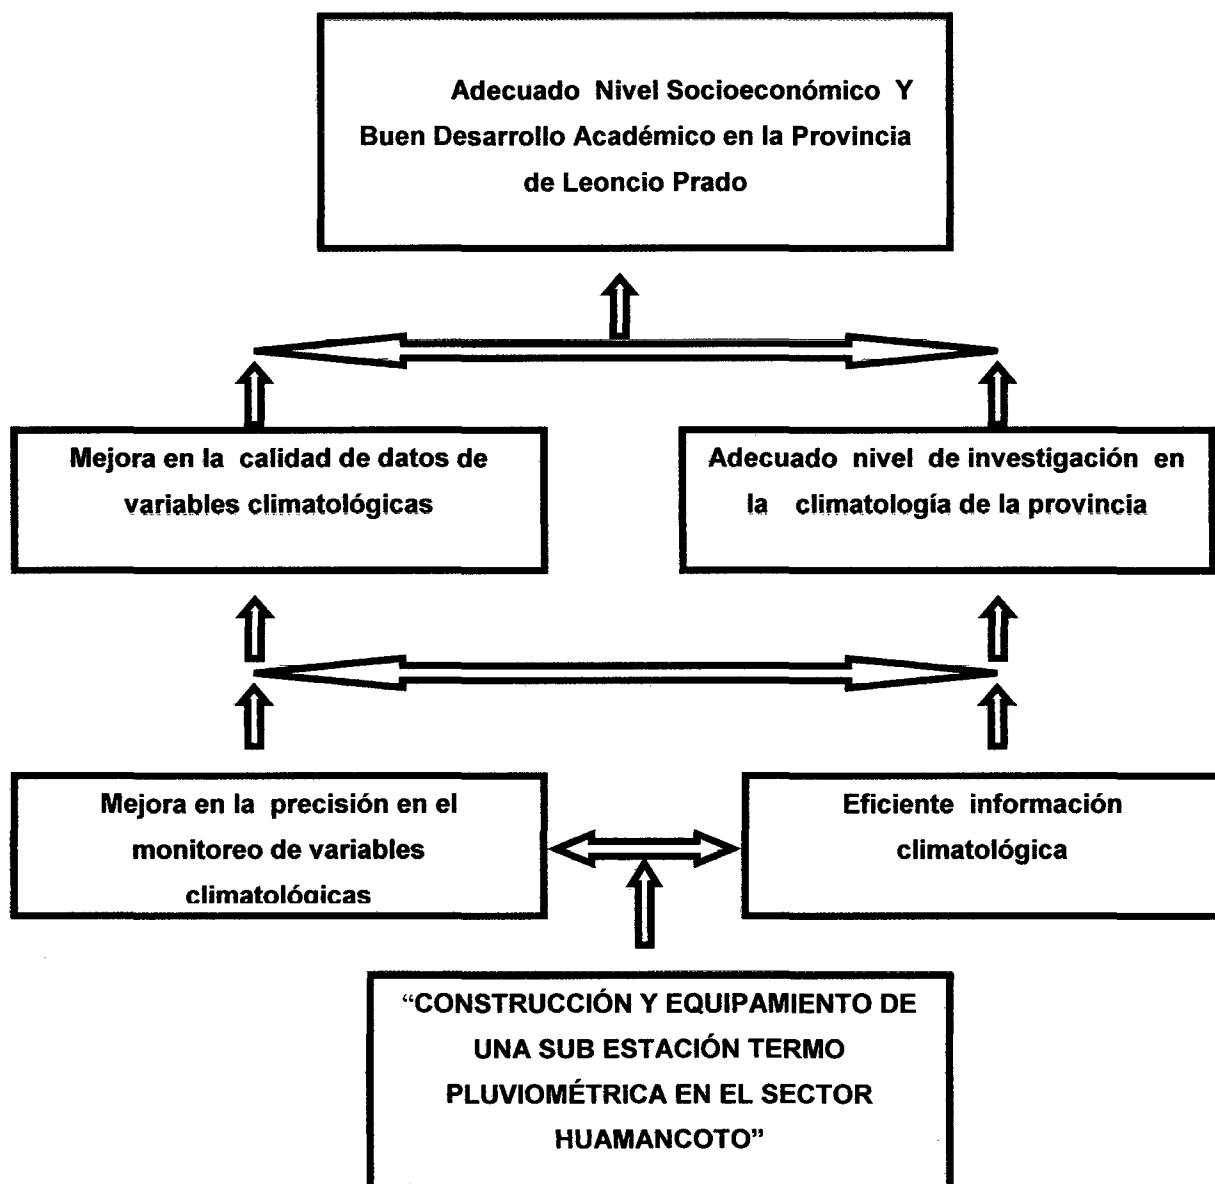 Adecuado Nivel Socioeconómico Y
Buen Desarrollo Académico en la Provincia
de Leoncio Prado
Mejora en la calidad de datos de
variables climatológicas
Adecuado nivel de investigación en
la climatología de la provincia
Mejora en la precisión en el
monitoreo de variables
climatológicas
Eficiente información
climatológica
“CONSTRUCCIÓN Y EQUIPAMIENTO DE
UNA SUB ESTACIÓN TERMO
PLUVIOMÉTRICA EN EL SECTOR
HUAMANCOTO”